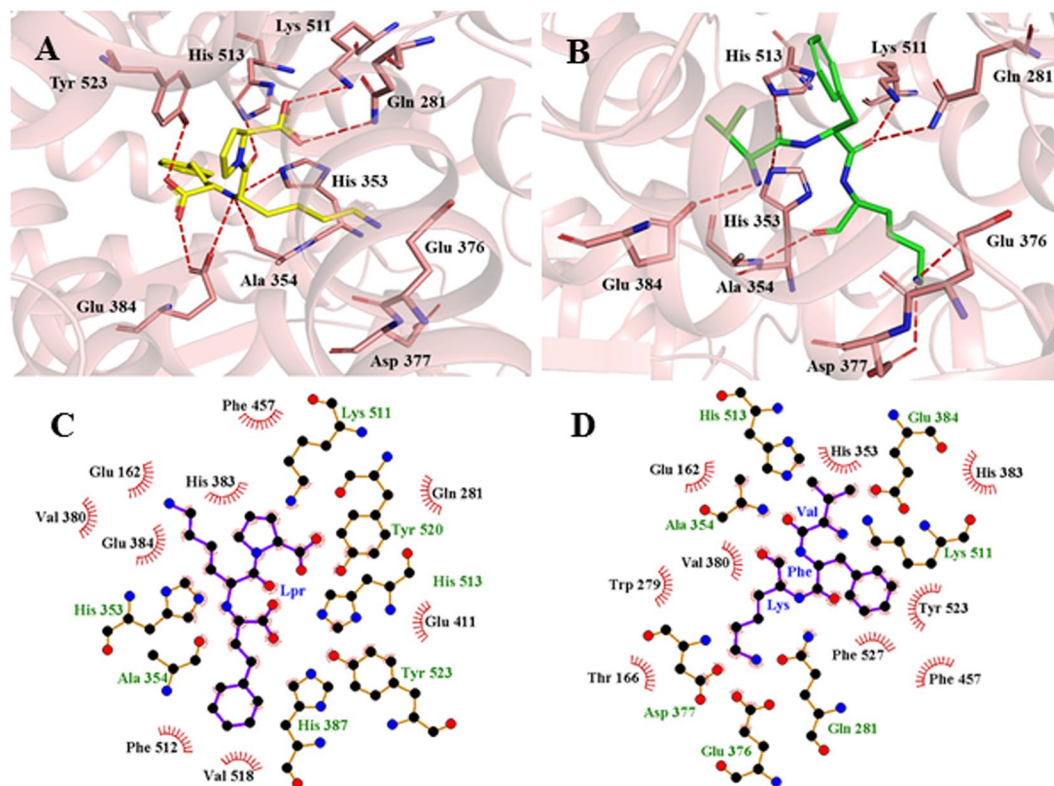 A
His 513
Lys 511
Tyr 523
Gln 281
His 353
Glu 376
Ala 354
Glu 384
Asp 377
B
His 513
Lys 511
Gln 281
His 353
Glu 376
Glu 384
Ala 354
Asp 377
C
Phe 457
Lys 511
Glu 162
His 383
Gln 281
Val 380
Tyr 520
Glu 384
Lpr
His 513
His 353
Glu 411
Ala 354
Tyr 523
His 387
Phe 512
Val 518
D
His 513
Glu 384
His 353
Glu 162
His 383
Val
Ala 354
Lys 511
Val 380
Phe
Trp 279
Lys
Tyr 523
Phe 527
Thr 166
Phe 457
Asp 377
Gln 281
Glu 376